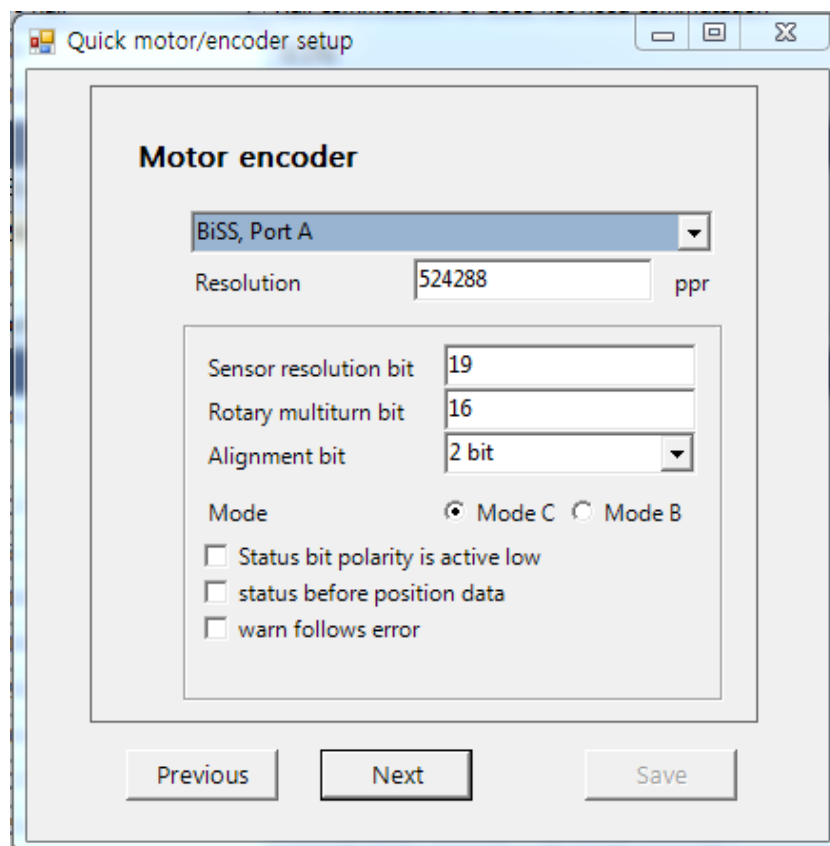 Quick motor/encoder setup
Motor encoder
BiSS, Port A
Resolution 524288 ppr
Sensor resolution bit 19
Rotary multiturn bit 16
Alignment bit 2 bit
Mode Mode C Mode B
Status bit polarity is active low
status before position data
warn follows error
Previous Next Save